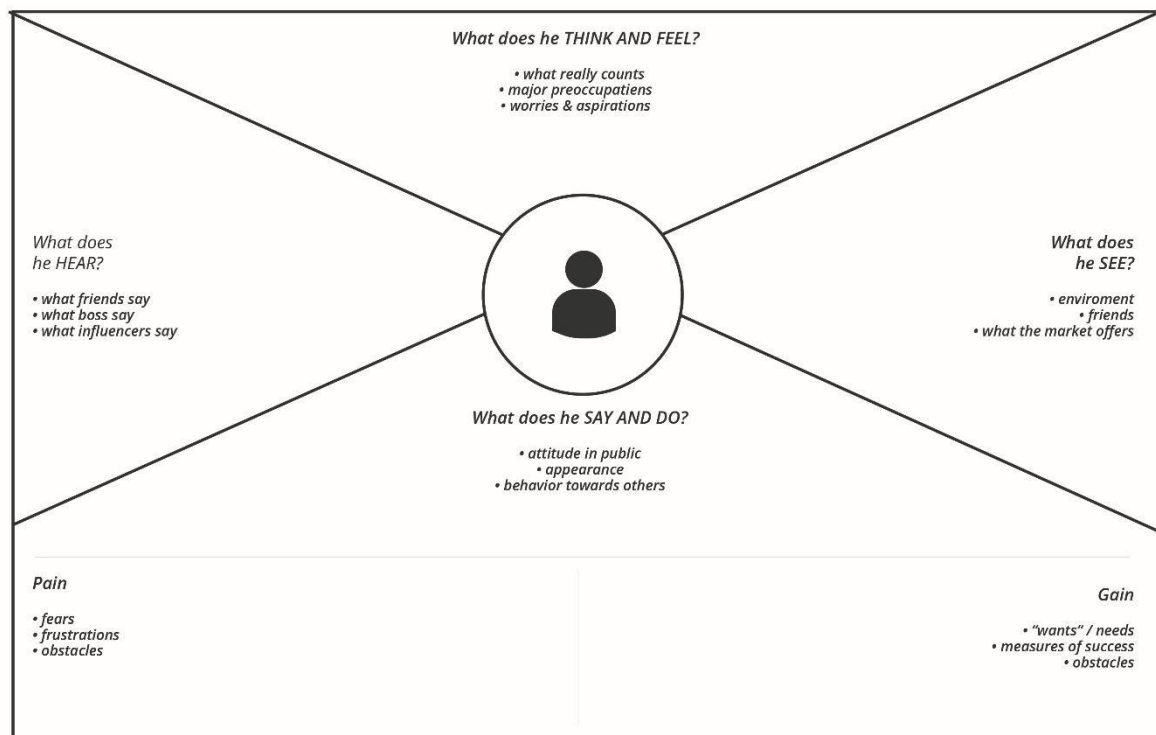 What does he THINK AND FEEL?
• what really counts
• major preoccupatiens
• worries & aspirations
What does
he HEAR?
• what friends say
• what boss say
• what influencers say
What does
he SEE?
• enviroment
• friends
• what the market offers
What does he SAY AND DO?
• attitude in public
• appearance
• behavior towards others
Pain
• fears
• frustrations
• obstacles
Gain
• “wants” / needs
• measures of success
• obstacles